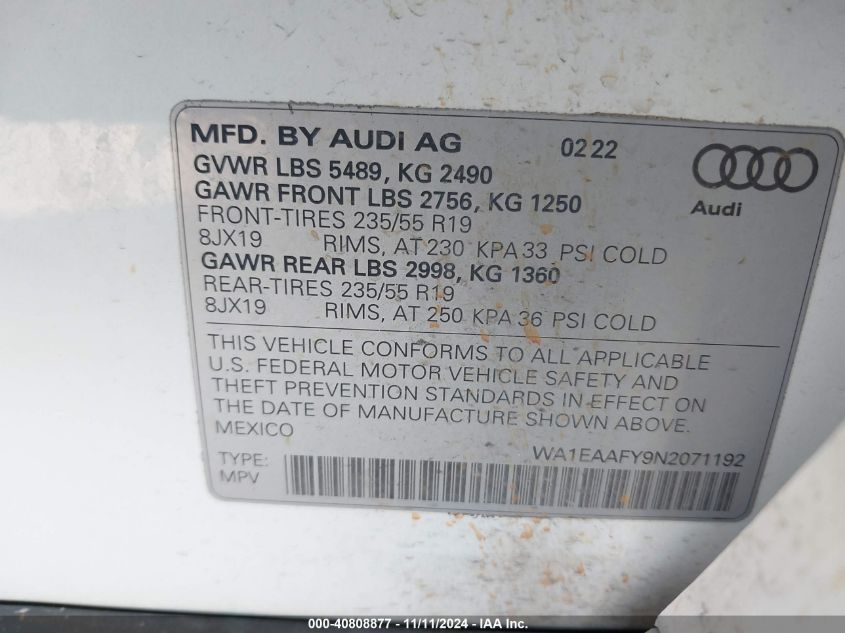 MFD. BY AUDI AG 02 22
GVWR LBS 5489, KG 2490
GAWR FRONT LBS 2756, KG 1250
FRONT-TIRES 235/55 R19
8JX19 RIMS, AT 230 KPA 33 PSI COLD
GAWR REAR LBS 2998, KG 1360
REAR-TIRES 235/55 R19
8JX19 RIMS, AT 250 KPA 36 PSI COLD
Audi
THIS VEHICLE CONFORMS TO ALL APPLICABLE
U.S. FEDERAL MOTOR VEHICLE SAFETY AND
THEFT PREVENTION STANDARDS IN EFFECT ON
THE DATE OF MANUFACTURE SHOWN ABOVE.
MEXICO
WA1EAAFY9N2071192
TYPE:
MPV
000-40808877 - 11/11/2024 - IAA Inc.